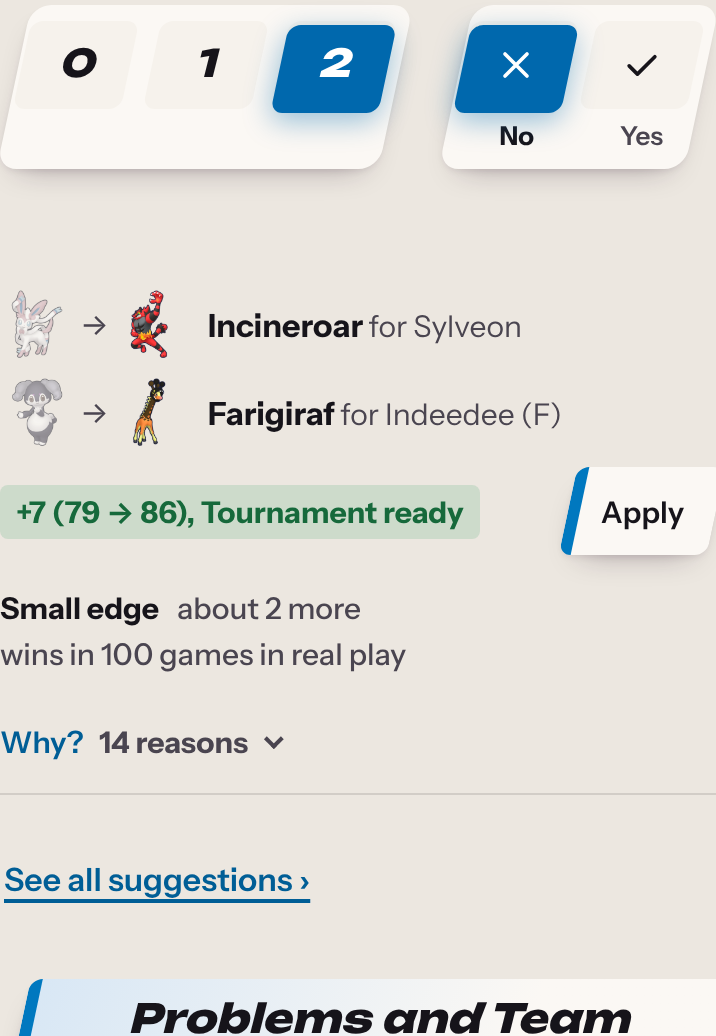 0 1 2
No Yes
→ Incineroar for Sylveon
→ Farigiraf for Indeedee (F)
+7 (79 → 86), Tournament ready
Apply
Small edge about 2 more
wins in 100 games in real play
Why? 14 reasons
See all suggestions ›
Problems and Team